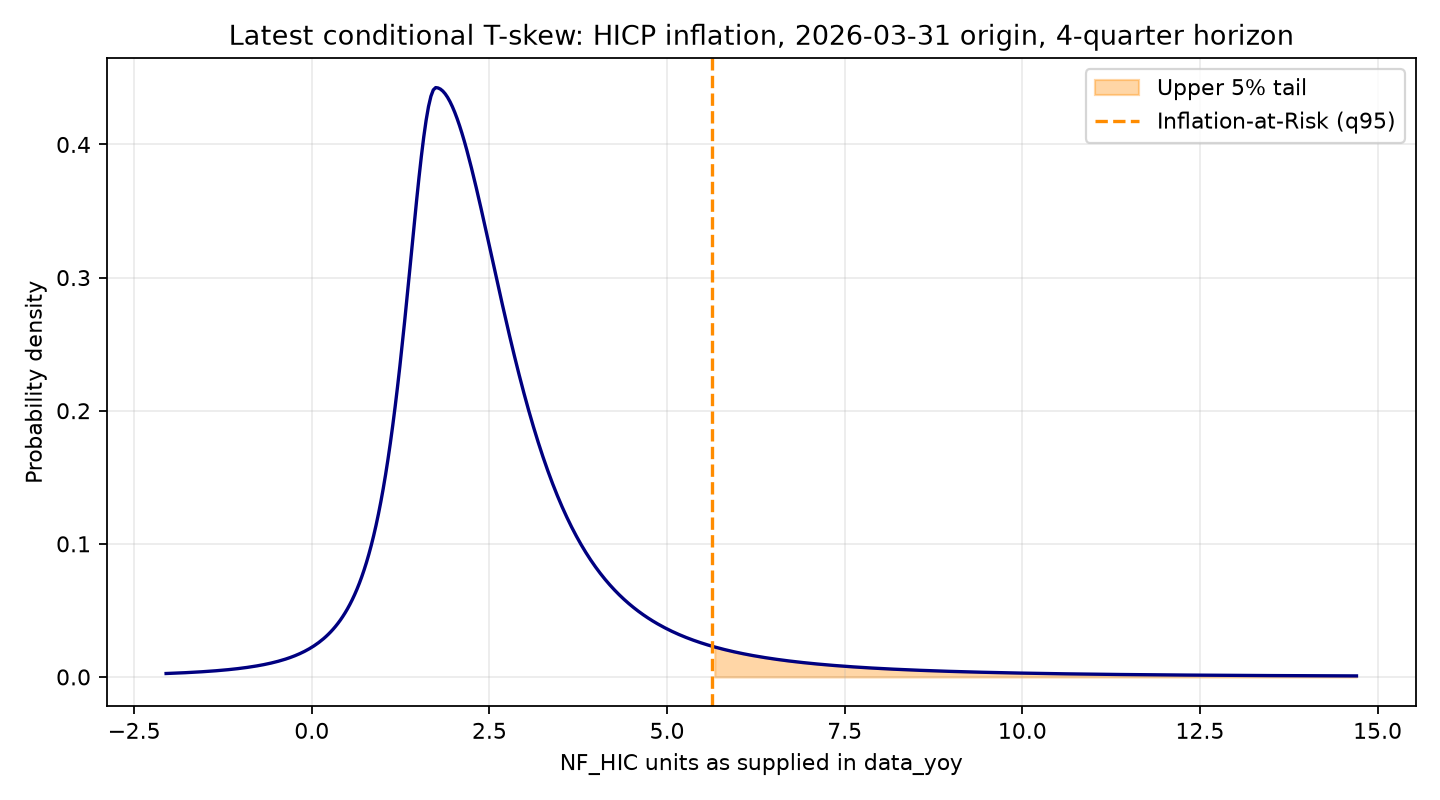 Latest conditional T-skew: HICP inflation, 2026-03-31 origin, 4-quarter horizon
Upper 5% tail
Inflation-at-Risk (q95)
Probability density
0.4
0.3
0.2
0.1
0.0
−2.5 0.0 2.5 5.0 7.5 10.0 12.5 15.0
NF_HIC units as supplied in data_yoy